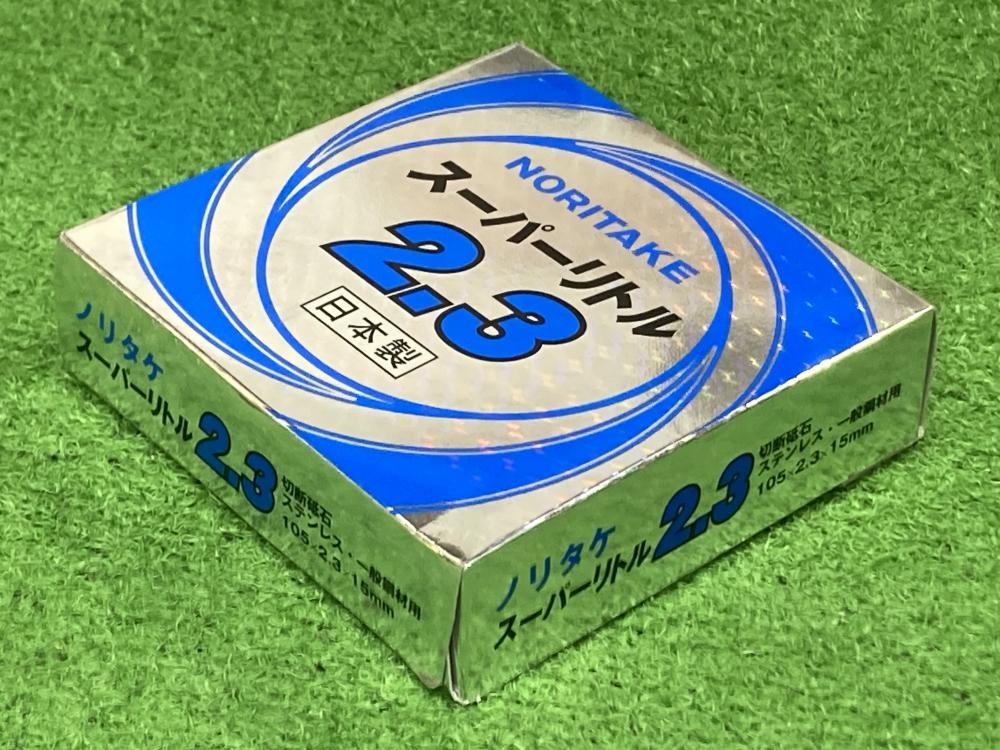 NORITAKE
スーパーリトル
2.3
日本製
ノリタケ
スーパーリトル
2.3
切断砥石
ステンレス・一般鋼材用
105×2.3×15mm
ノリタケ
スーパーリトル
2.3
切断砥石
ステンレス・一般鋼材用
105×2.3×15mm